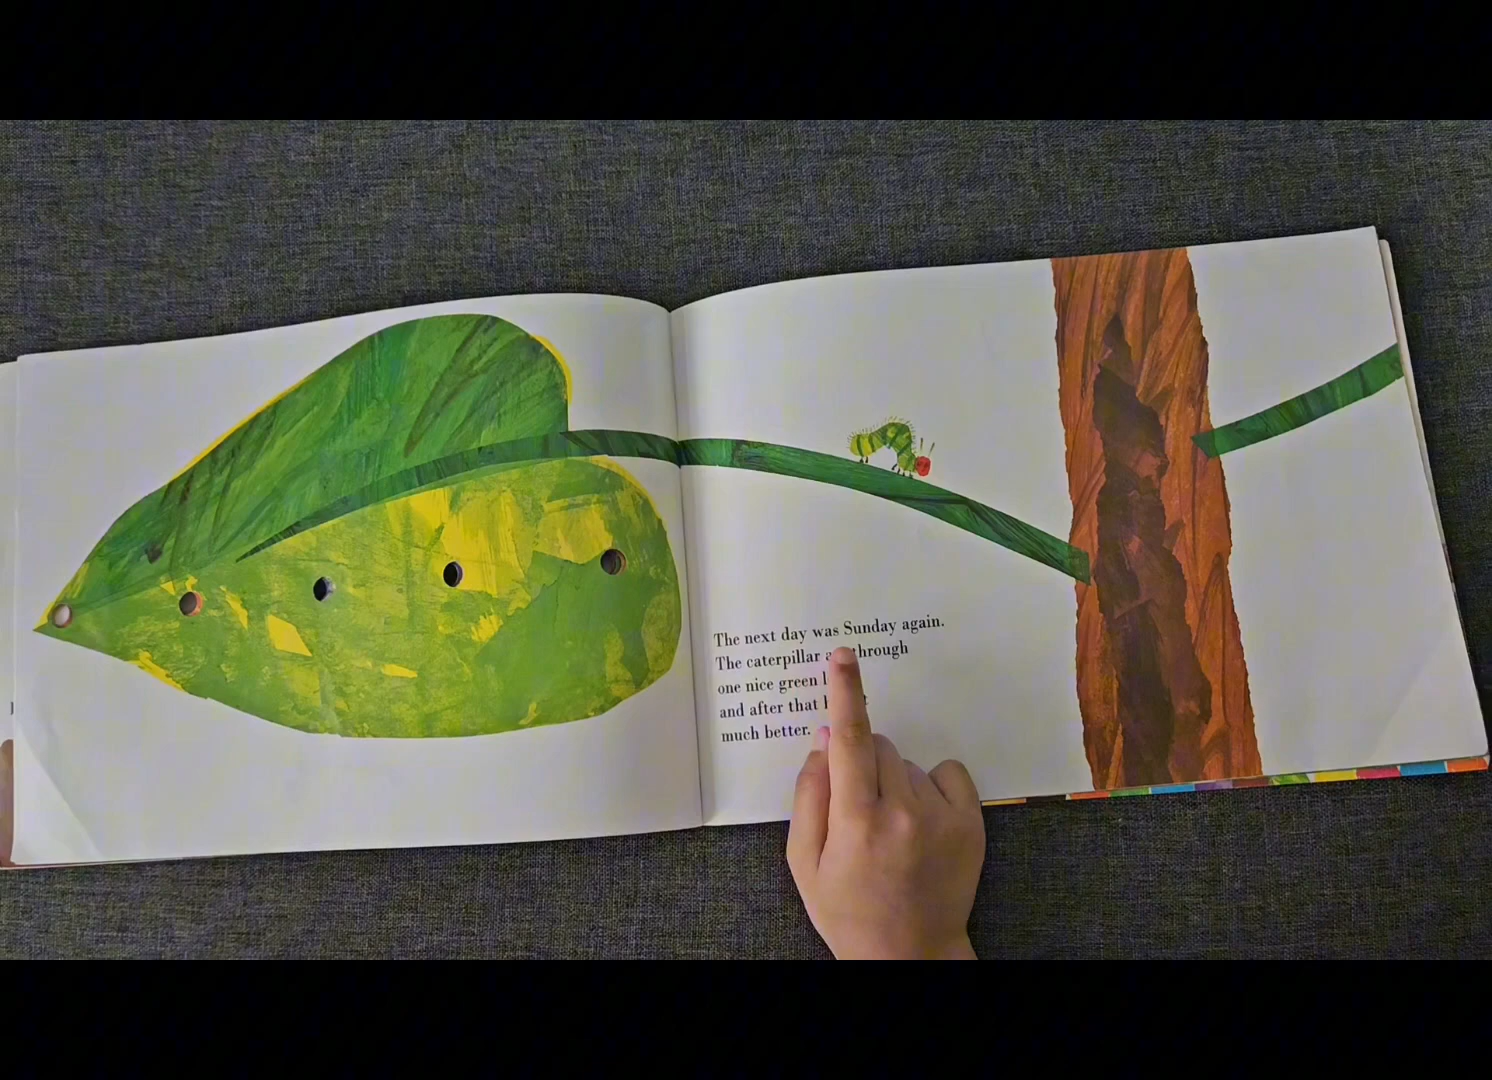 The next day was Sunday again.
The caterpillar through
one nice green
and after that
much better.